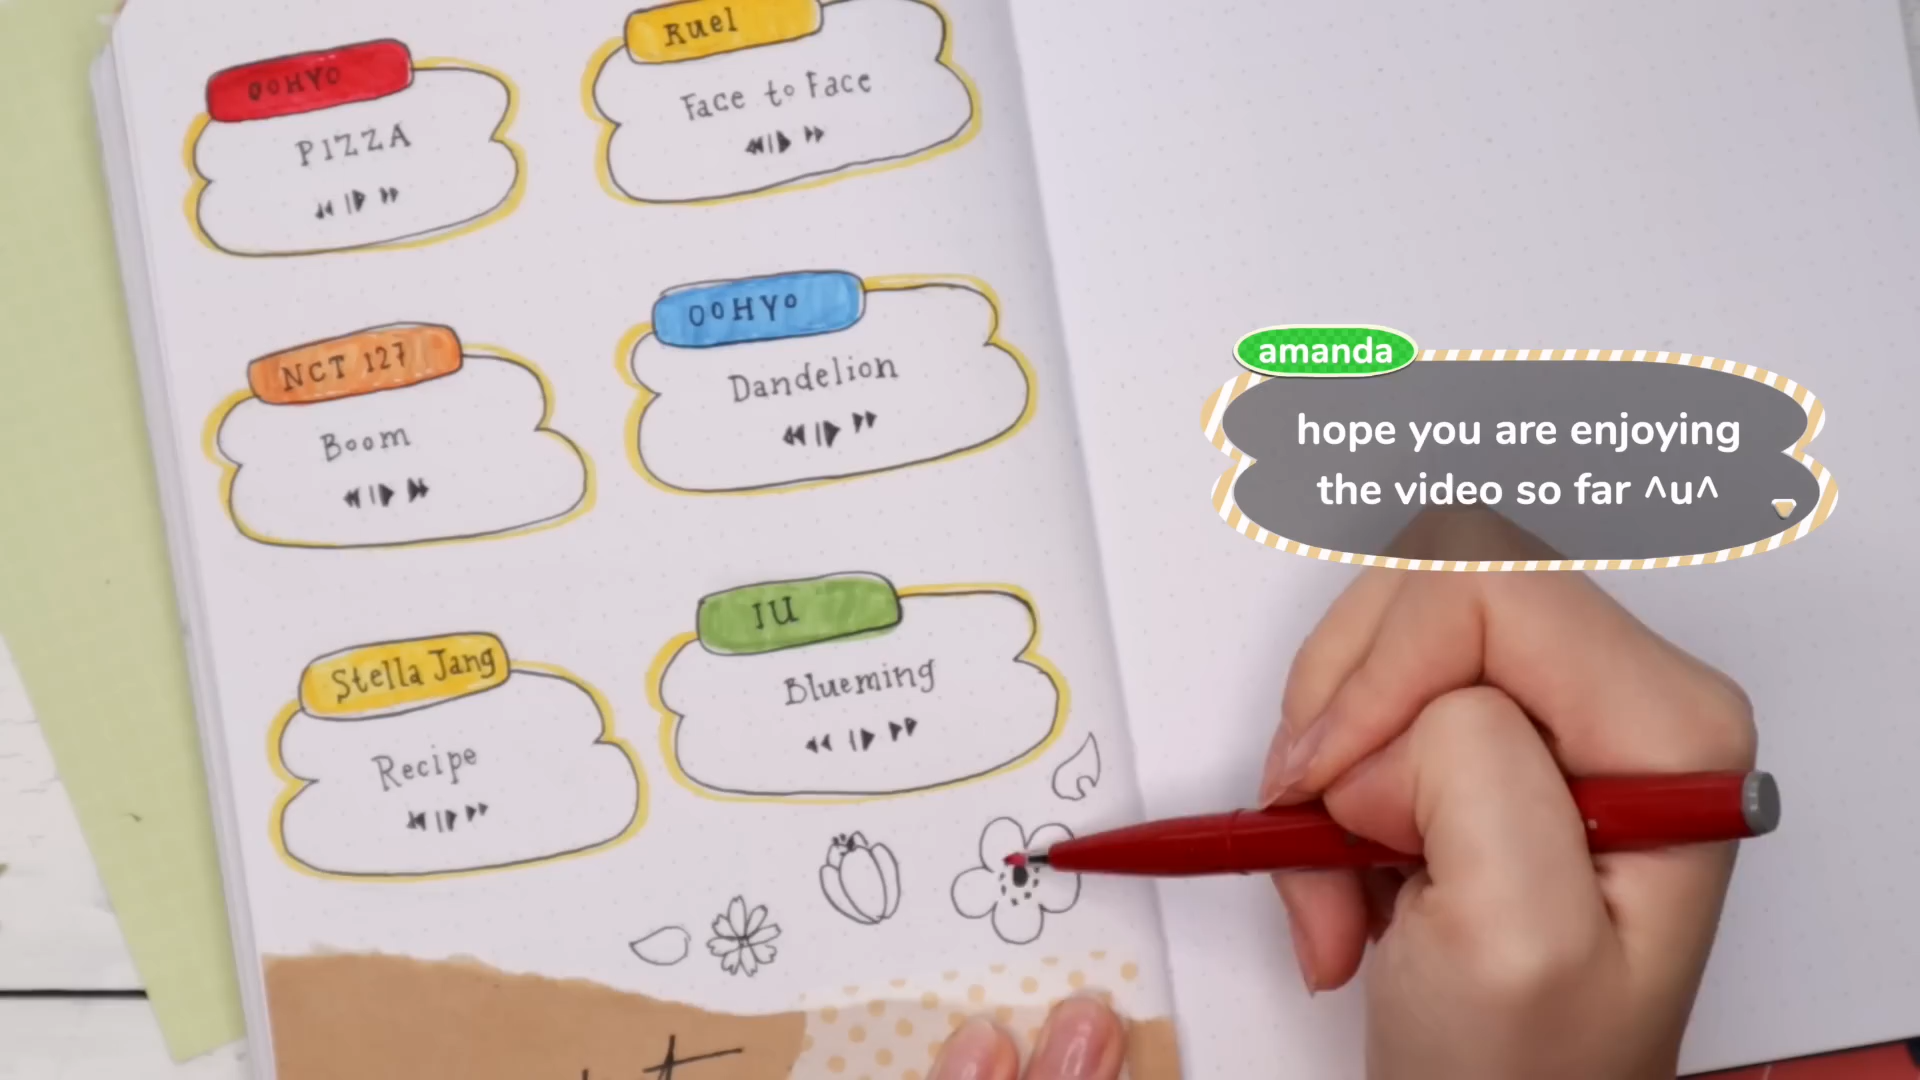 OOHYO
PIZZA
Ruel
Face to Face
NCT 127
Boom
OOHYO
Dandelion
Stella Jang
Recipe
IU
Blueming
amanda
hope you are enjoying
the video so far ^u^